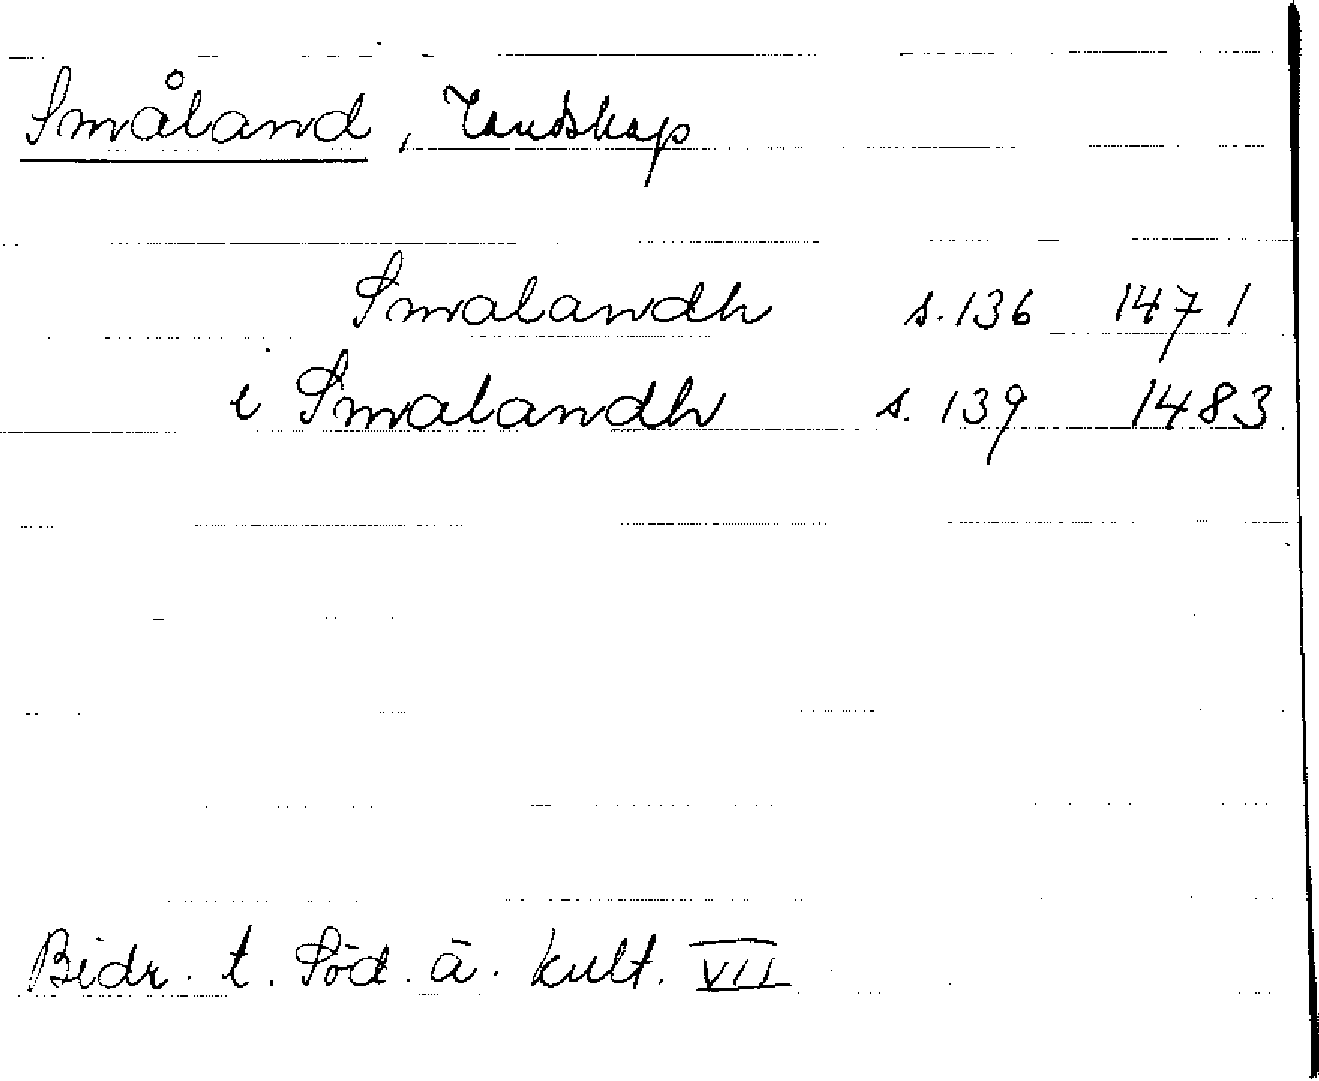 Småland, landskap
Smalandh s. 136 1471
i Smalandh s. 139 1483
Bidr. t. Söd. ä. kult. VII